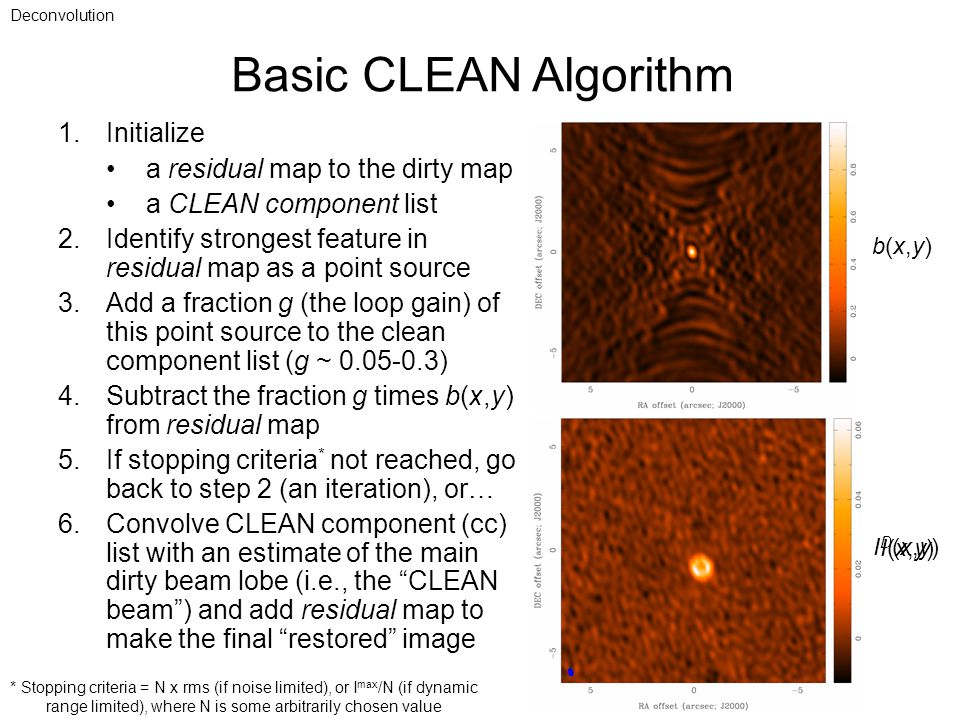 Deconvolution
Basic CLEAN Algorithm
1. Initialize
• a residual map to the dirty map
• a CLEAN component list
2. Identify strongest feature in
residual map as a point source
3. Add a fraction g (the loop gain) of
this point source to the clean
component list (g ~ 0.05-0.3)
4. Subtract the fraction g times b(x,y)
from residual map
5. If stopping criteria* not reached, go
back to step 2 (an iteration), or…
6. Convolve CLEAN component (cc)
list with an estimate of the main
dirty beam lobe (i.e., the “CLEAN
beam”) and add residual map to
make the final “restored” image
* Stopping criteria = N x rms (if noise limited), or Imax/N (if dynamic
range limited), where N is some arbitrarily chosen value
DEC offset (arcsec; J2000)
5
0
−5
5 0 −5
RA offset (arcsec; J2000)
0 0.2 0.4 0.6 0.8
b(x,y)
DEC offset (arcsec; J2000)
5
0
−5
5 0 −5
RA offset (arcsec; J2000)
0 0.02 0.04 0.06